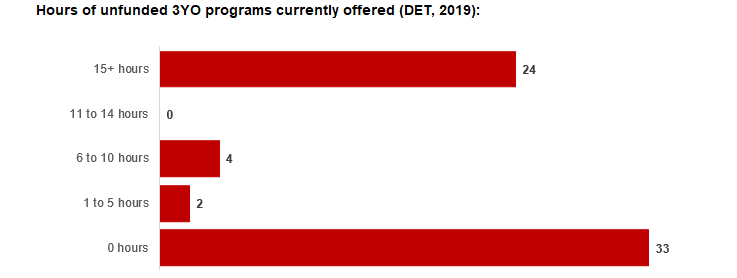 Hours of unfunded 3YO programs currently offered (DET, 2019):
15+ hours 24
11 to 14 hours 0
6 to 10 hours 4
1 to 5 hours 2
0 hours 33